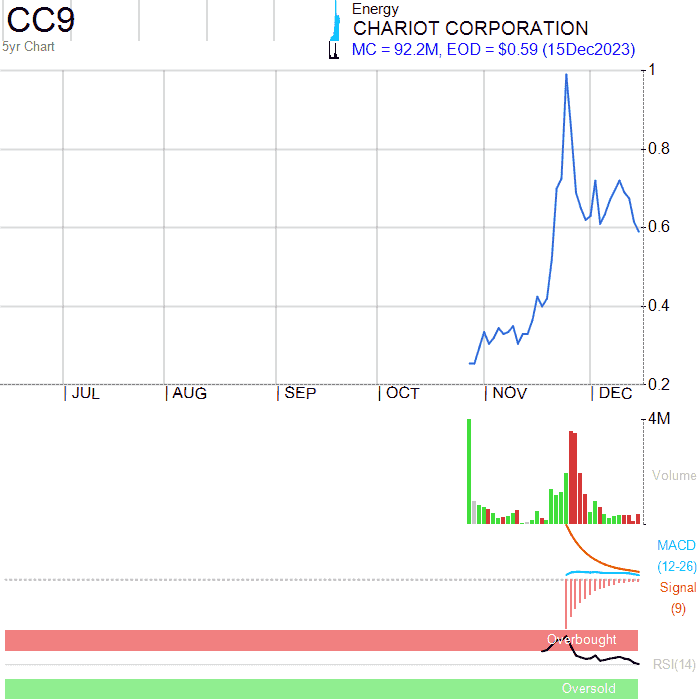 CC9
5yr Chart
Energy
CHARIOT CORPORATION
MC = 92.2M, EOD = $0.59 (15Dec2023)
1
0.8
0.6
0.4
0.2
JUL AUG SEP OCT NOV DEC
4M
Volume
MACD
(12-26)
Signal
(9)
Overbought
RSI(14)
Oversold